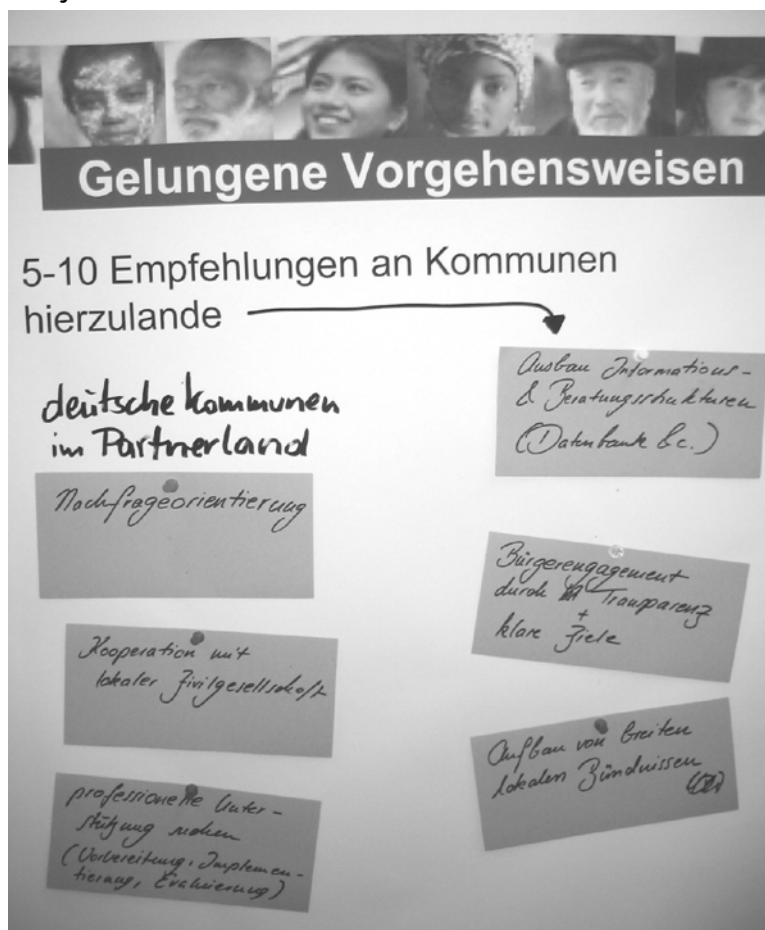 Gelungene Vorgehensweisen
5-10 Empfehlungen an Kommunen
hierzulande
deutsche Kommunen
im Partnerland
Nachfrageorientierung
Kooperation mit
lokaler Zivilgesellschaft
professionelle Unter-
stützung suchen
(Vorbereitung, Implemen-
tierung, Evaluierung)
Ausbau Informations-
& Beratungsstrukturen
(Datenbank &c.)
Bürgerengagement
durch Transparenz
+
klare Ziele
Aufbau von breiten
lokalen Bündnissen